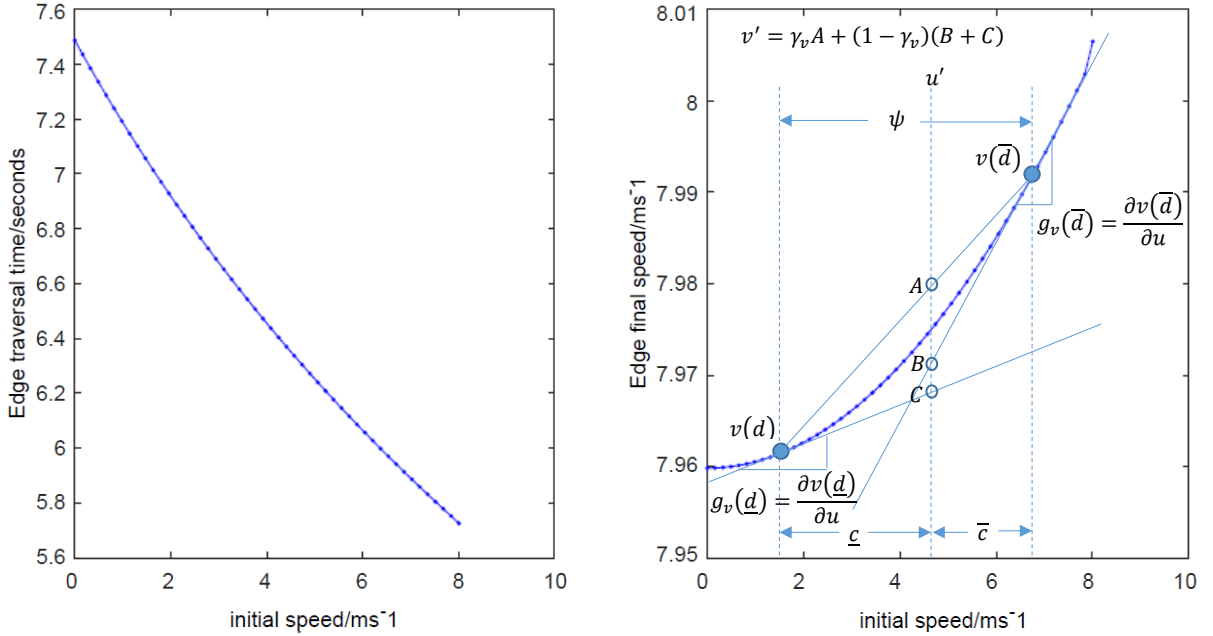 7.6
7.4
7.2
7
6.8
6.6
6.4
6.2
6
5.8
5.6
0
2
4
6
8
10
Edge traversal time/seconds
initial speed/ms⁻1
8.01
8
7.99
7.98
7.97
7.96
7.95
0
2
4
6
8
10
Edge final speed/ms⁻1
initial speed/ms⁻1
v′ = γᵥA + (1 − γᵥ)(B + C)
u′
ψ
v(d̅)
gᵥ(d̅) = ∂v(d̅)/∂u
A
B
C
v(d)
gᵥ(d̲) = ∂v(d̲)/∂u
c̲
c̅